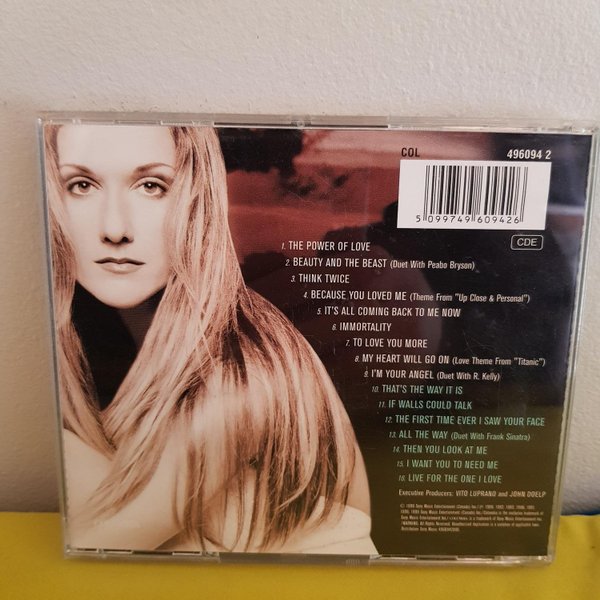 COL 496094 2
5 099749 609426
CDE
1. THE POWER OF LOVE
2. BEAUTY AND THE BEAST (Duet With Peabo Bryson)
3. THINK TWICE
4. BECAUSE YOU LOVED ME (Theme From "Up Close & Personal")
5. IT'S ALL COMING BACK TO ME NOW
6. IMMORTALITY
7. TO LOVE YOU MORE
8. MY HEART WILL GO ON (Love Theme From "Titanic")
9. I'M YOUR ANGEL (Duet With R. Kelly)
10. THAT'S THE WAY IT IS
11. IF WALLS COULD TALK
12. THE FIRST TIME EVER I SAW YOUR FACE
13. ALL THE WAY (Duet With Frank Sinatra)
14. THEN YOU LOOK AT ME
15. I WANT YOU TO NEED ME
16. LIVE FOR THE ONE I LOVE
Executive Producers: VITO LUPRANO and JOHN DOELP